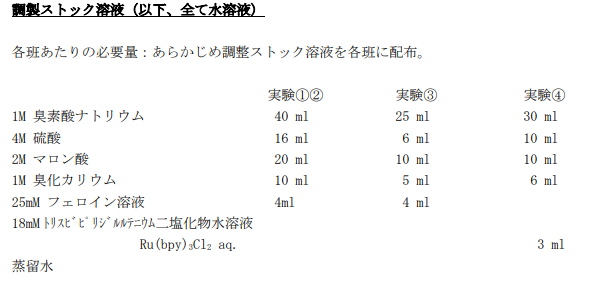 調製ストック溶液（以下、全て水溶液）
各班あたりの必要量：あらかじめ調整ストック溶液を各班に配布。
実験①② 実験③ 実験④
1M 臭素酸ナトリウム 40 ml 25 ml 30 ml
4M 硫酸 16 ml 6 ml 10 ml
2M マロン酸 20 ml 10 ml 10 ml
1M 臭化カリウム 10 ml 5 ml 6 ml
25mM フェロイン溶液 4ml 4 ml
18mM ﾄﾘｽﾋﾞﾋﾟﾘｼﾞﾙﾙﾃﾆｳﾑ二塩化物水溶液
Ru(bpy)₃Cl₂ aq. 3 ml
蒸留水